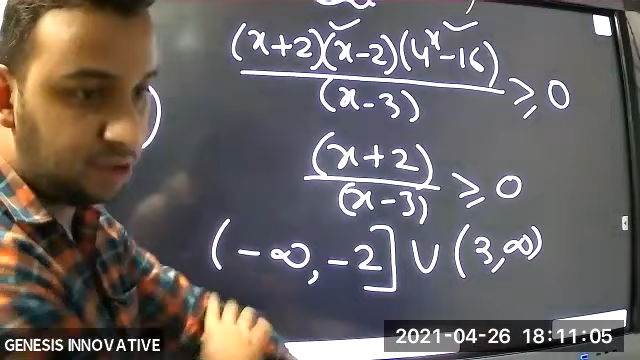 (x+2)(x-2)(4^x-16)
(x-3)
≥ 0
(x+2)
(x-3)
≥ 0
(-∞, -2] ∪ (3, ∞)
GENESIS INNOVATIVE
2021-04-26 18:11:05